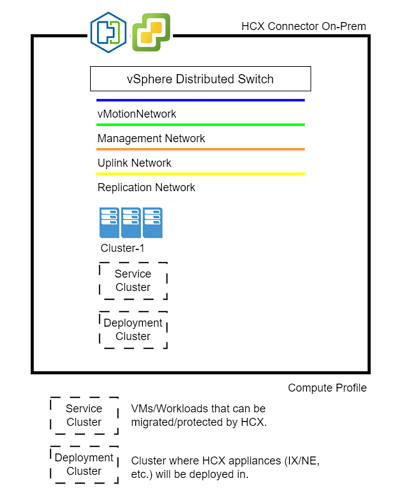 HCX Connector On-Prem
vSphere Distributed Switch
vMotionNetwork
Management Network
Uplink Network
Replication Network
Cluster-1
Service
Cluster
Deployment
Cluster
Compute Profile
Service
Cluster
VMs/Workloads that can be
migrated/protected by HCX.
Deployment
Cluster
Cluster where HCX appliances (IX/NE,
etc.) will be deployed in.